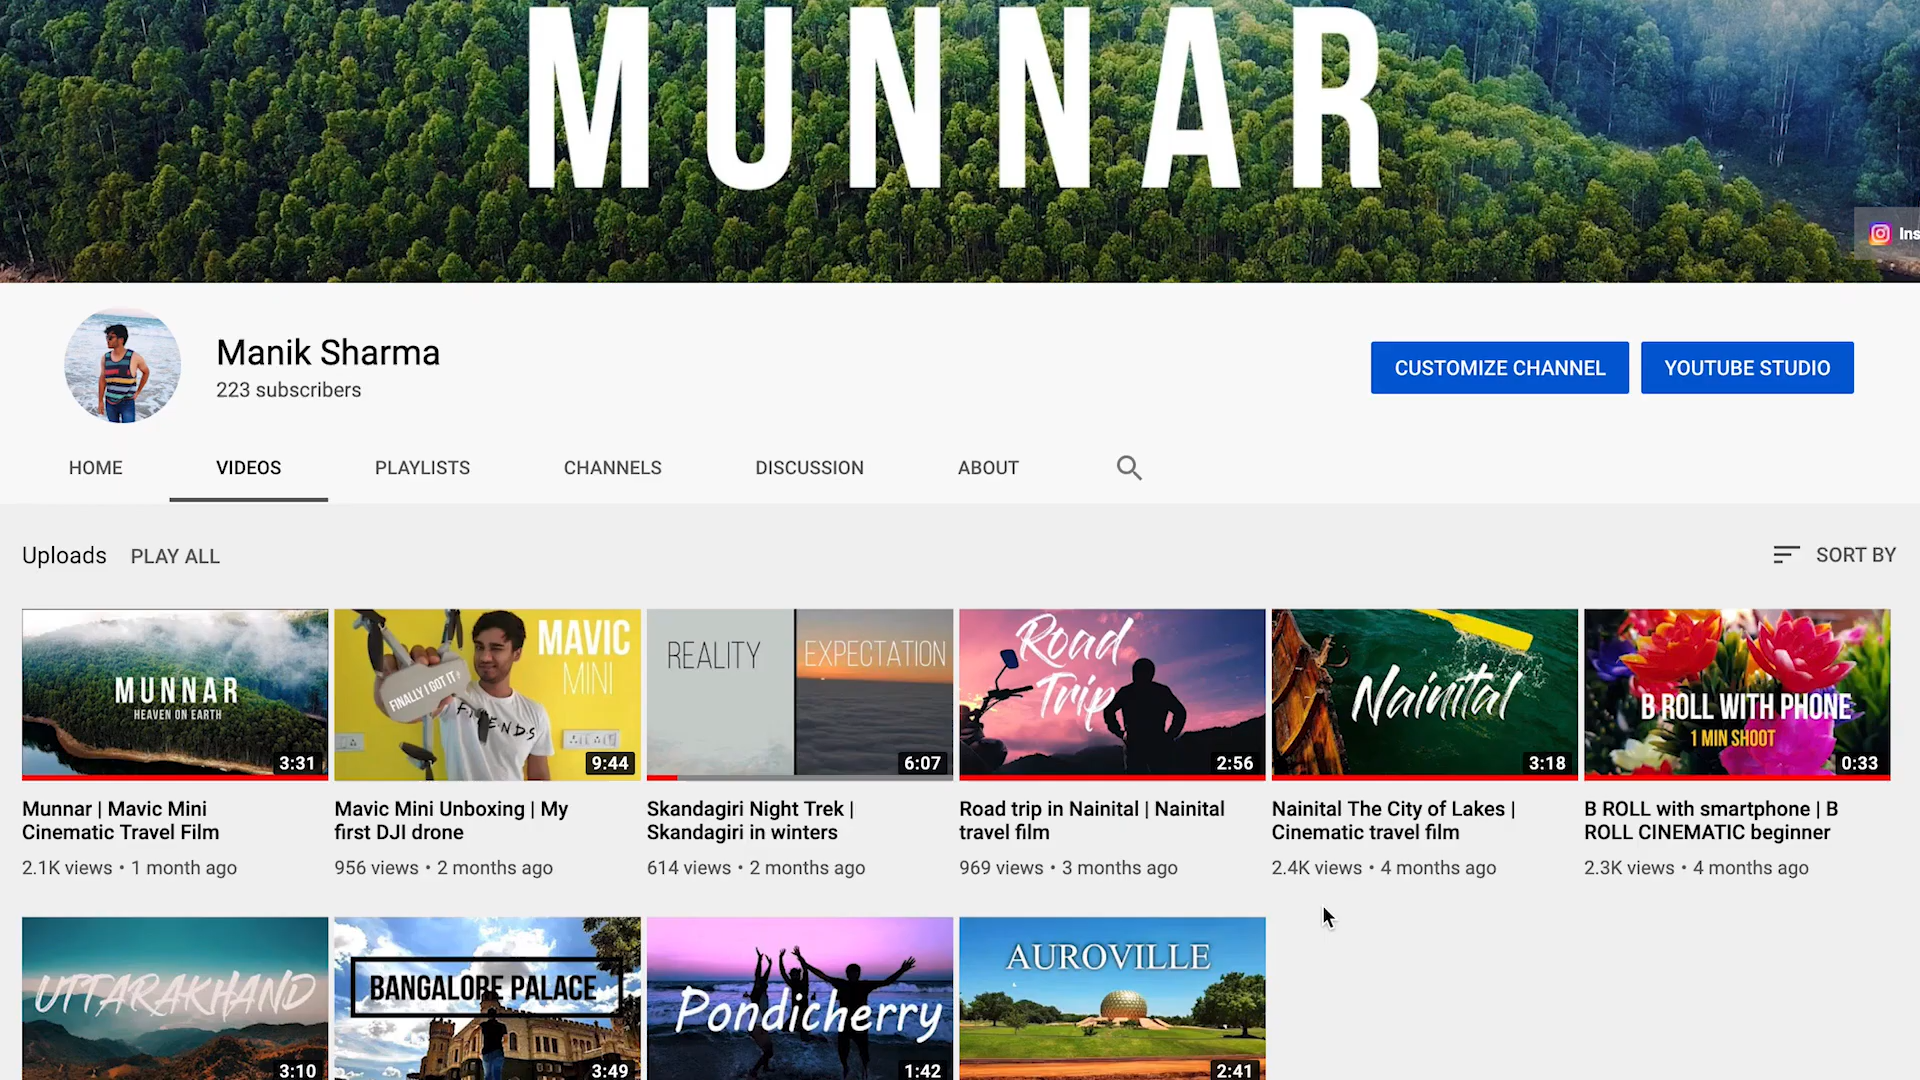 MUNNAR
Ins
Manik Sharma
223 subscribers
CUSTOMIZE CHANNEL
YOUTUBE STUDIO
HOME
VIDEOS
PLAYLISTS
CHANNELS
DISCUSSION
ABOUT
Uploads
PLAY ALL
SORT BY
MUNNAR
HEAVEN ON EARTH
3:31
MAVIC
MINI
FINALLY I GOT IT
FRIENDS
9:44
REALITY
EXPECTATION
6:07
Road
Trip
2:56
Nainital
3:18
B ROLL WITH PHONE
1 MIN SHOOT
0:33
Munnar | Mavic Mini
Cinematic Travel Film
2.1K views • 1 month ago
Mavic Mini Unboxing | My
first DJI drone
956 views • 2 months ago
Skandagiri Night Trek |
Skandagiri in winters
614 views • 2 months ago
Road trip in Nainital | Nainital
travel film
969 views • 3 months ago
Nainital The City of Lakes |
Cinematic travel film
2.4K views • 4 months ago
B ROLL with smartphone | B
ROLL CINEMATIC beginner
2.3K views • 4 months ago
UTTARAKHAND
3:10
BANGALORE PALACE
3:49
Pondicherry
1:42
AUROVILLE
2:41